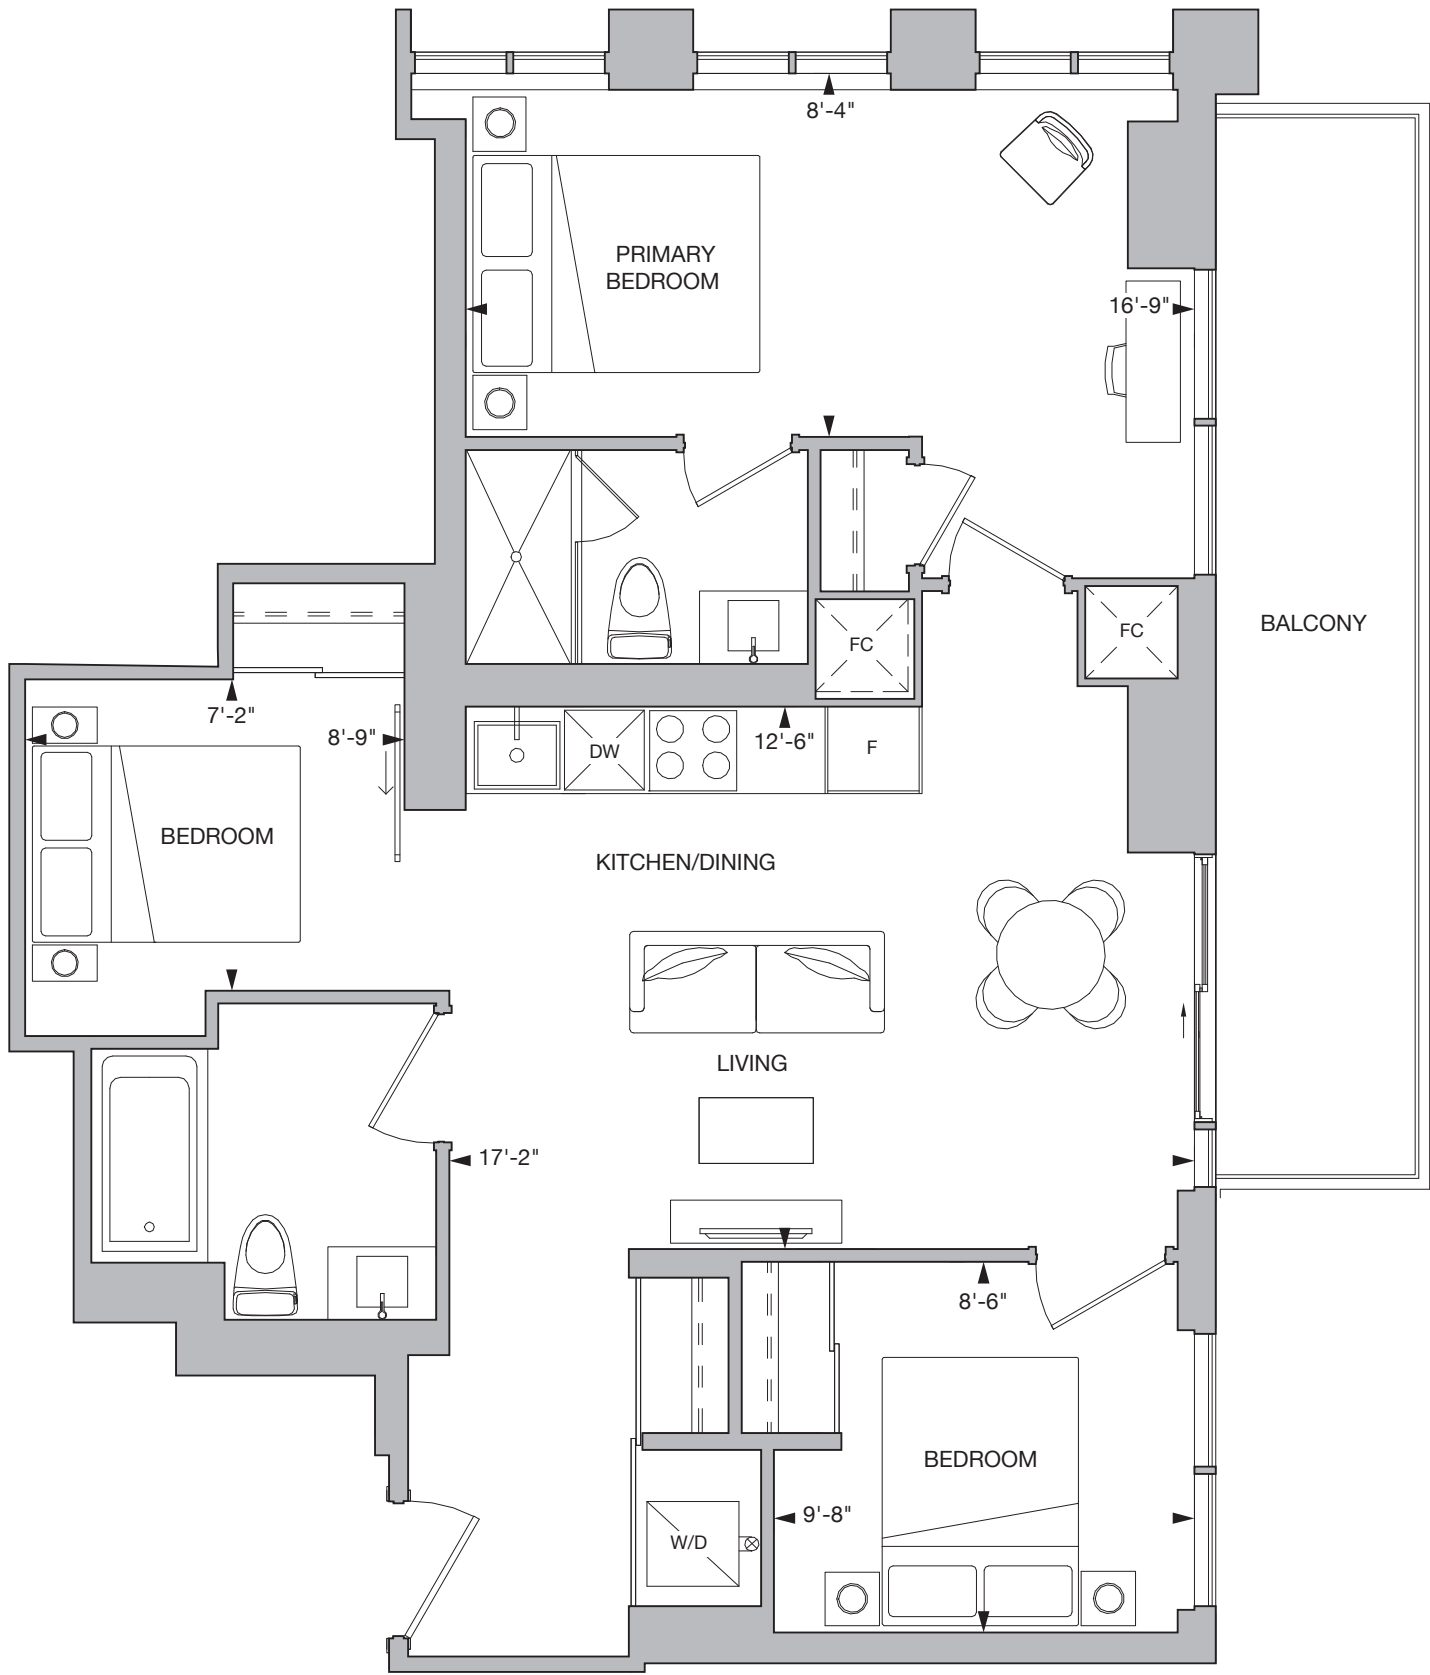 8'-4"
PRIMARY
BEDROOM
16'-9"
BALCONY
FC
FC
7'-2"
8'-9"
DW
12'-6"
F
BEDROOM
KITCHEN/DINING
LIVING
17'-2"
8'-6"
BEDROOM
9'-8"
W/D